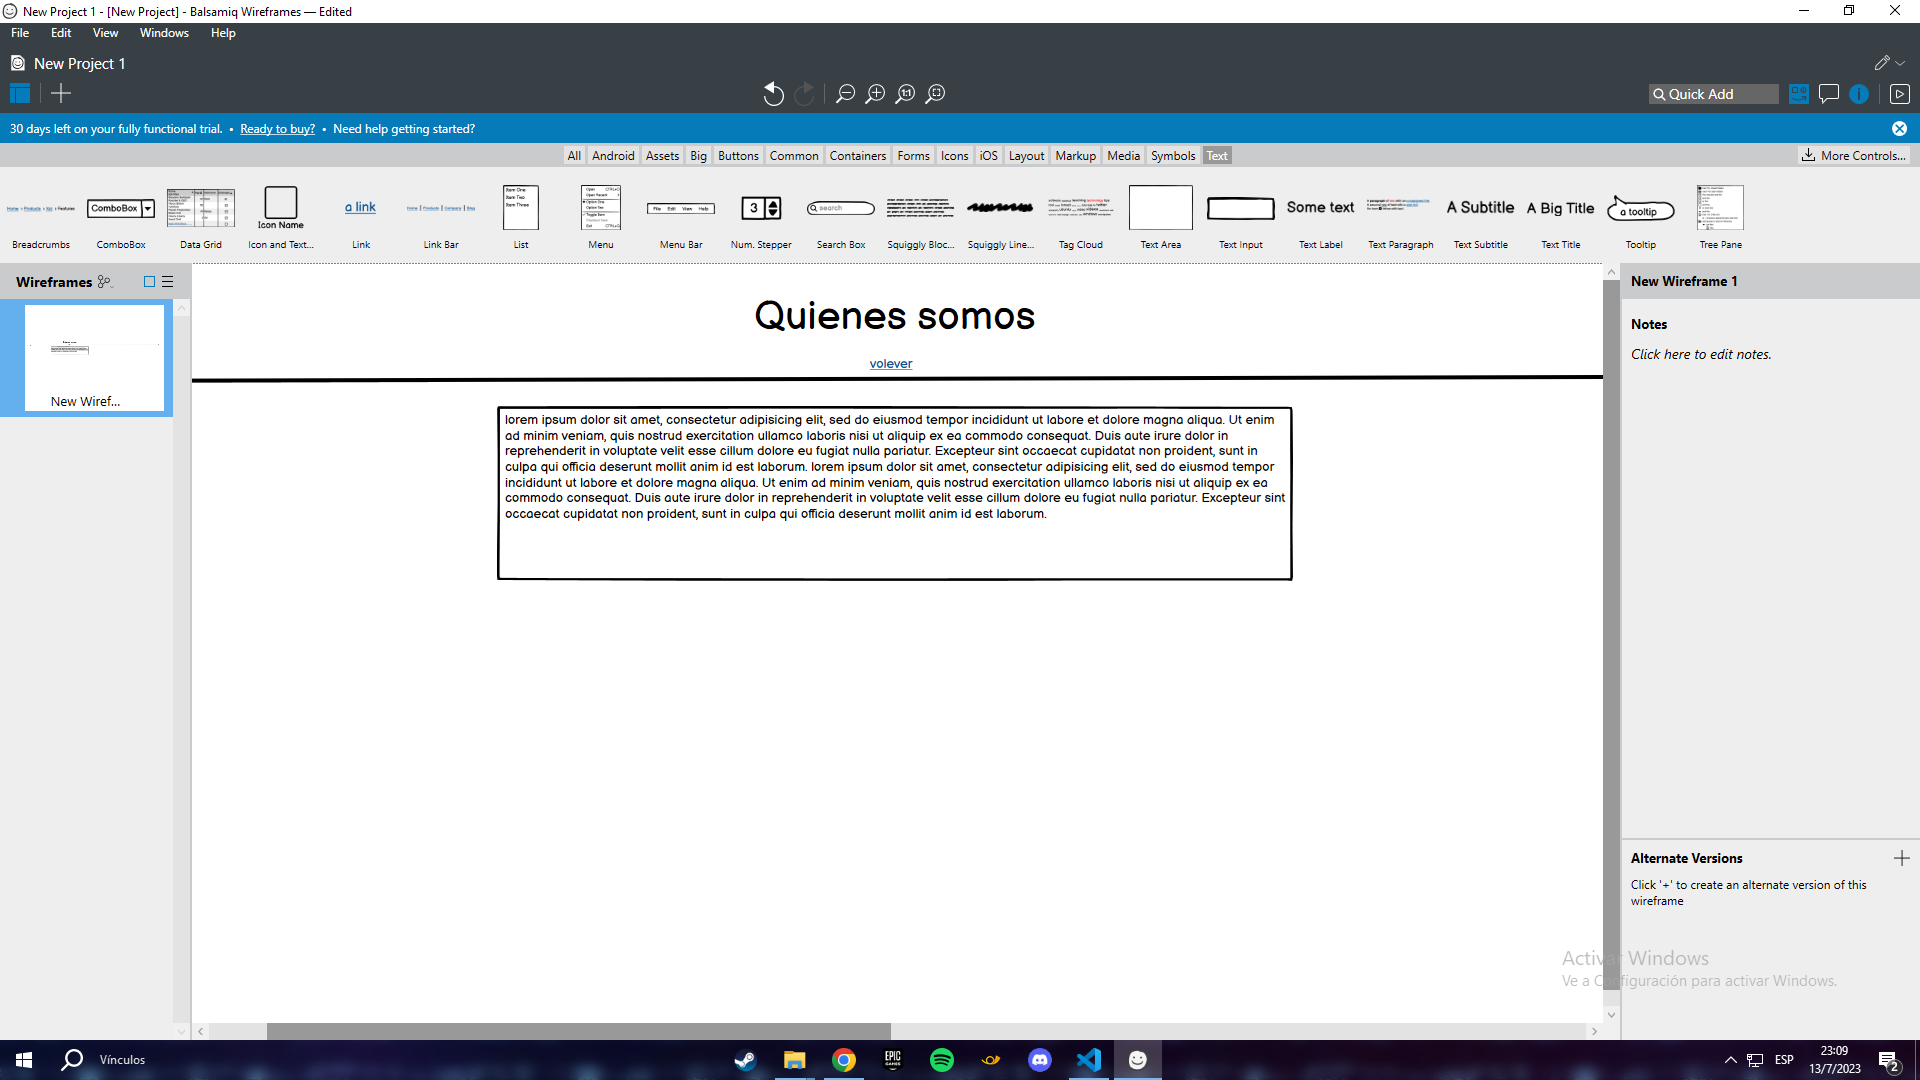 New Project 1 - [New Project] - Balsamiq Wireframes — Edited
File Edit View Windows Help
New Project 1
Quick Add
30 days left on your fully functional trial. • Ready to buy? • Need help getting started?
All Android Assets Big Buttons Common Containers Forms Icons iOS Layout Markup Media Symbols Text
More Controls...
ComboBox
Icon Name
a link
Item One
Item Two
Item Three
3
search
Some text
A Subtitle
A Big Title
a tooltip
Breadcrumbs ComboBox Data Grid Icon and Text... Link Link Bar List Menu Menu Bar Num. Stepper Search Box Squiggly Bloc... Squiggly Line... Tag Cloud Text Area Text Input Text Label Text Paragraph Text Subtitle Text Title Tooltip Tree Pane
Wireframes
New Wiref...
Quienes somos
volever
lorem ipsum dolor sit amet, consectetur adipisicing elit, sed do eiusmod tempor incididunt ut labore et dolore magna aliqua. Ut enim
ad minim veniam, quis nostrud exercitation ullamco laboris nisi ut aliquip ex ea commodo consequat. Duis aute irure dolor in
reprehenderit in voluptate velit esse cillum dolore eu fugiat nulla pariatur. Excepteur sint occaecat cupidatat non proident, sunt in
culpa qui officia deserunt mollit anim id est laborum. lorem ipsum dolor sit amet, consectetur adipisicing elit, sed do eiusmod tempor
incididunt ut labore et dolore magna aliqua. Ut enim ad minim veniam, quis nostrud exercitation ullamco laboris nisi ut aliquip ex ea
commodo consequat. Duis aute irure dolor in reprehenderit in voluptate velit esse cillum dolore eu fugiat nulla pariatur. Excepteur sint
occaecat cupidatat non proident, sunt in culpa qui officia deserunt mollit anim id est laborum.
New Wireframe 1
Notes
Click here to edit notes.
Alternate Versions
Click '+' to create an alternate version of this
wireframe
Activar Windows
Ve a Configuración para activar Windows.
Vínculos
EPIC GAMES
ESP
23:09
13/7/2023
2